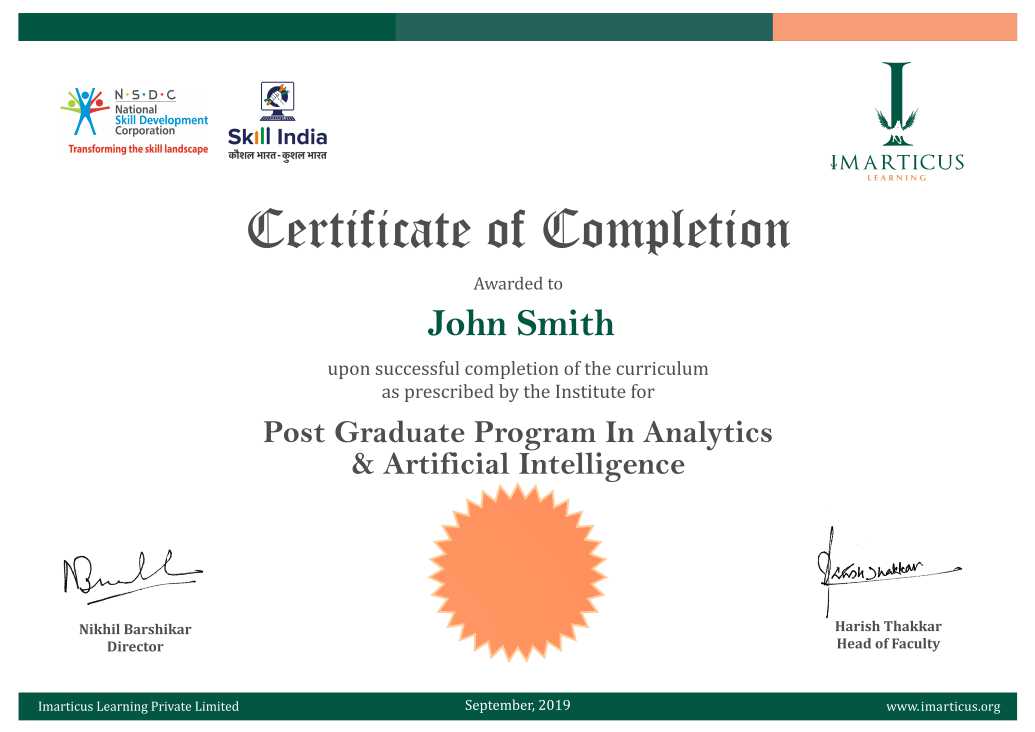 N·S·D·C
National
Skill Development
Corporation
Transforming the skill landscape
Skill India
कौशल भारत - कुशल भारत
IMARTICUS
LEARNING
Certificate of Completion
Awarded to
John Smith
upon successful completion of the curriculum
as prescribed by the Institute for
Post Graduate Program In Analytics
& Artificial Intelligence
Harish Thakkar
Nikhil Barshikar
Director
Harish Thakkar
Head of Faculty
Imarticus Learning Private Limited
September, 2019
www.imarticus.org